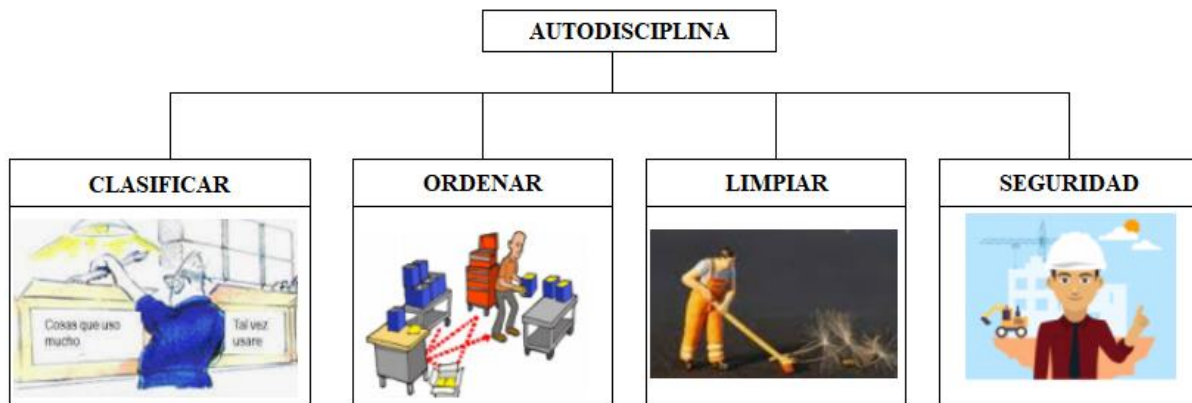 AUTODISCIPLINA
CLASIFICAR
ORDENAR
LIMPIAR
SEGURIDAD
Cosas que uso
mucho
Tal vez
usare